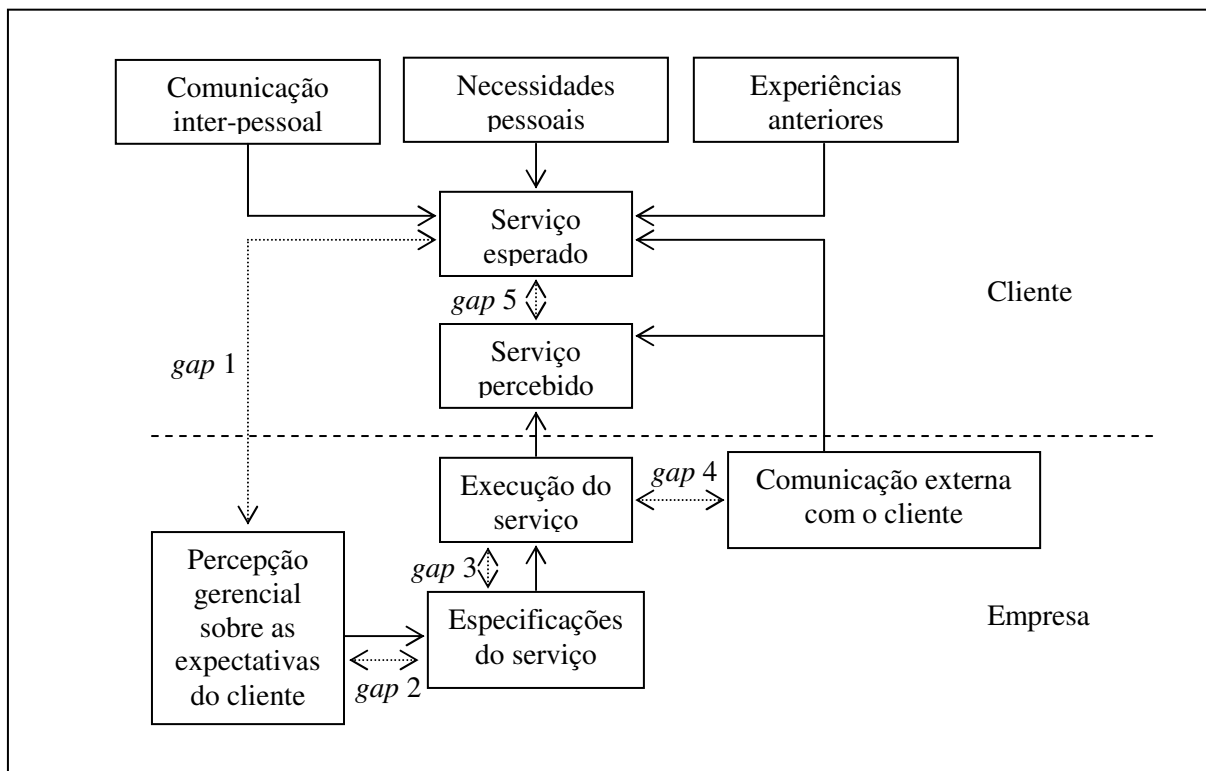 Comunicação
inter-pessoal
Necessidades
pessoais
Experiências
anteriores
Serviço
esperado
Cliente
gap 5
gap 1
Serviço
percebido
Execução do
serviço
gap 4
Comunicação externa
com o cliente
Percepção
gerencial
sobre as
expectativas
do cliente
gap 3
Especificações
do serviço
Empresa
gap 2